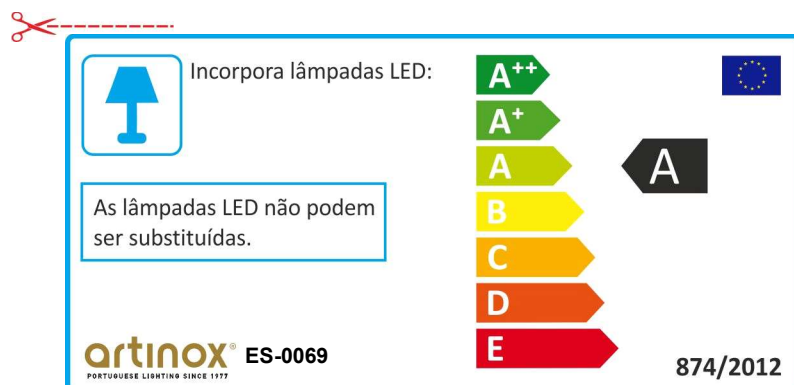 Incorpora lâmpadas LED:
As lâmpadas LED não podem
ser substituídas.
A++
A+
A
B
C
D
E
A
artinox® ES-0069
PORTUGUESE LIGHTING SINCE 1977
874/2012